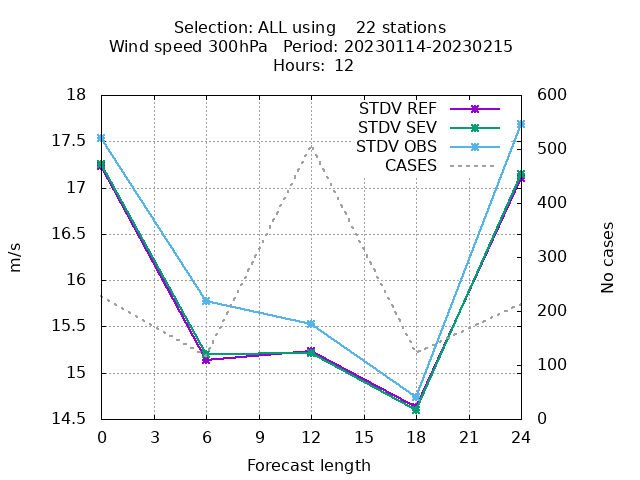 Selection: ALL using    22 stations
Wind speed 300hPa   Period: 20230114-20230215
Hours: 12
18
17.5
17
16.5
16
15.5
15
14.5
m/s
600
500
400
300
200
100
0
No cases
STDV REF
STDV SEV
STDV OBS
CASES
0 3 6 9 12 15 18 21 24
Forecast length